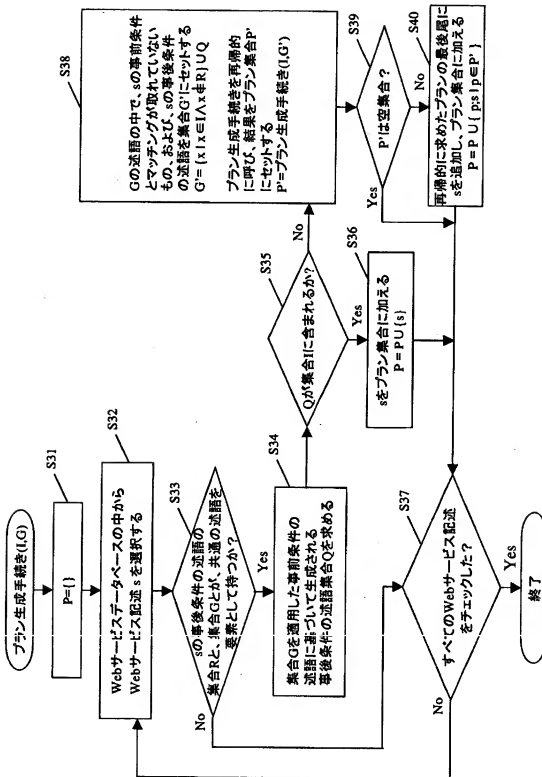 プラン生成手続き(I,G)
S31
P={}
S32
Webサービスデータベースの中から
Webサービス記述 s を選択する
S33
sの事後条件の述語の
集合Rと、集合Gとが、共通の述語を
要素として持つか?
No
Yes
S34
集合Gを適用した事前条件の
述語に基づいて生成される
事後条件の述語集合Qを求める
S35
Qが集合Iに含まれるか?
No
Yes
S36
sをプラン集合に加える
P=P∪{s}
S37
すべてのWebサービス記述
をチェックした?
No
Yes
終了
S38
Gの述語の中で、sの事前条件
とマッチングが取れていない
もの、および、sの事後条件
の述語を集合G'にセットする
G'={x|x∈I∧x∉R}∪Q
プラン生成手続きを再帰的
に呼び、結果をプラン集合P'
にセットする
P'=プラン生成手続き(I,G')
S39
P'は空集合?
Yes
No
S40
再帰的に求めたプランの最後尾に
sを追加し、プラン集合に加える
P=P∪{p;s|p∈P'}